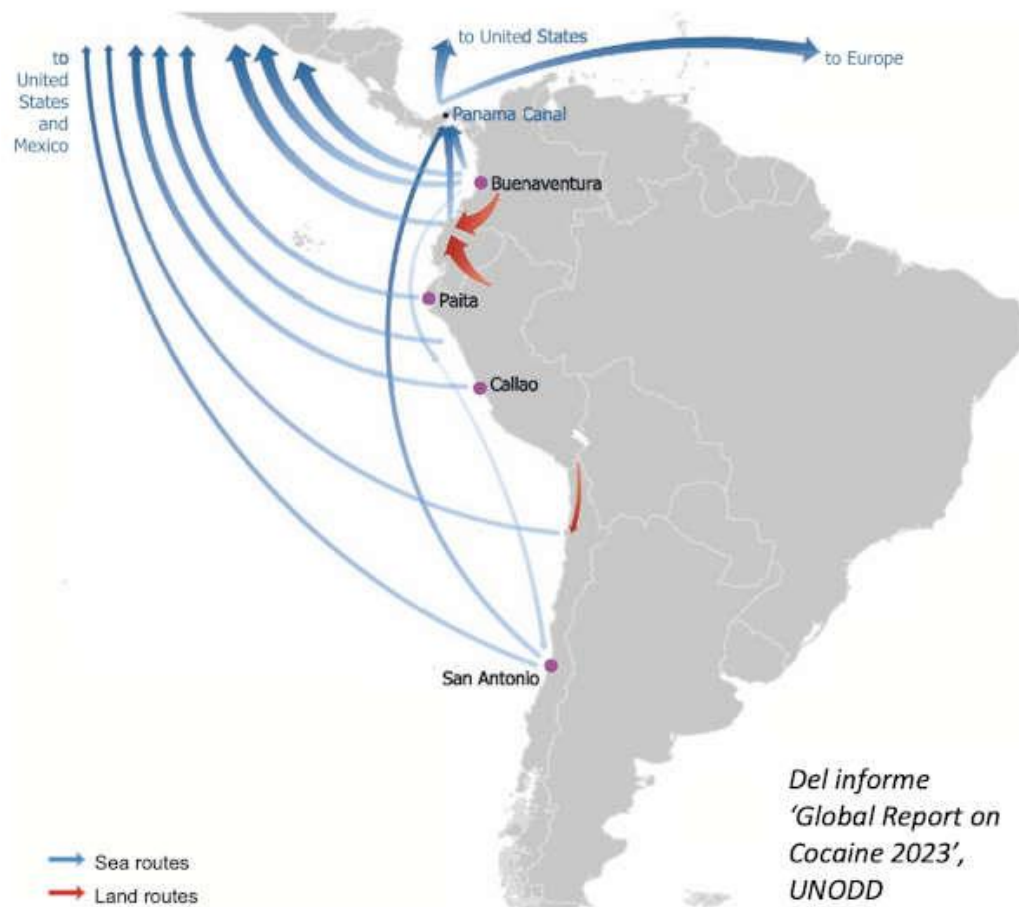 to United States
to Europe
to
United
States
and
Mexico
Panama Canal
Buenaventura
Paita
Callao
San Antonio
Del informe
‘Global Report on
Cocaine 2023’,
UNODD
Sea routes
Land routes